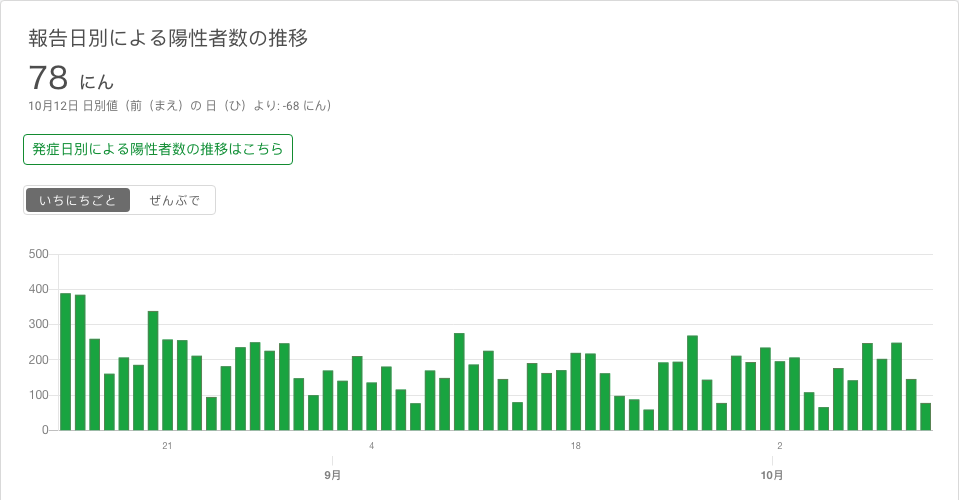 報告日別による陽性者数の推移
78 にん
10月12日 日別値（前（まえ）の 日（ひ）より: -68 にん）
発症日別による陽性者数の推移はこちら
いちにちごと ぜんぶで
500
400
300
200
100
0
21 4 18 2
9月 10月